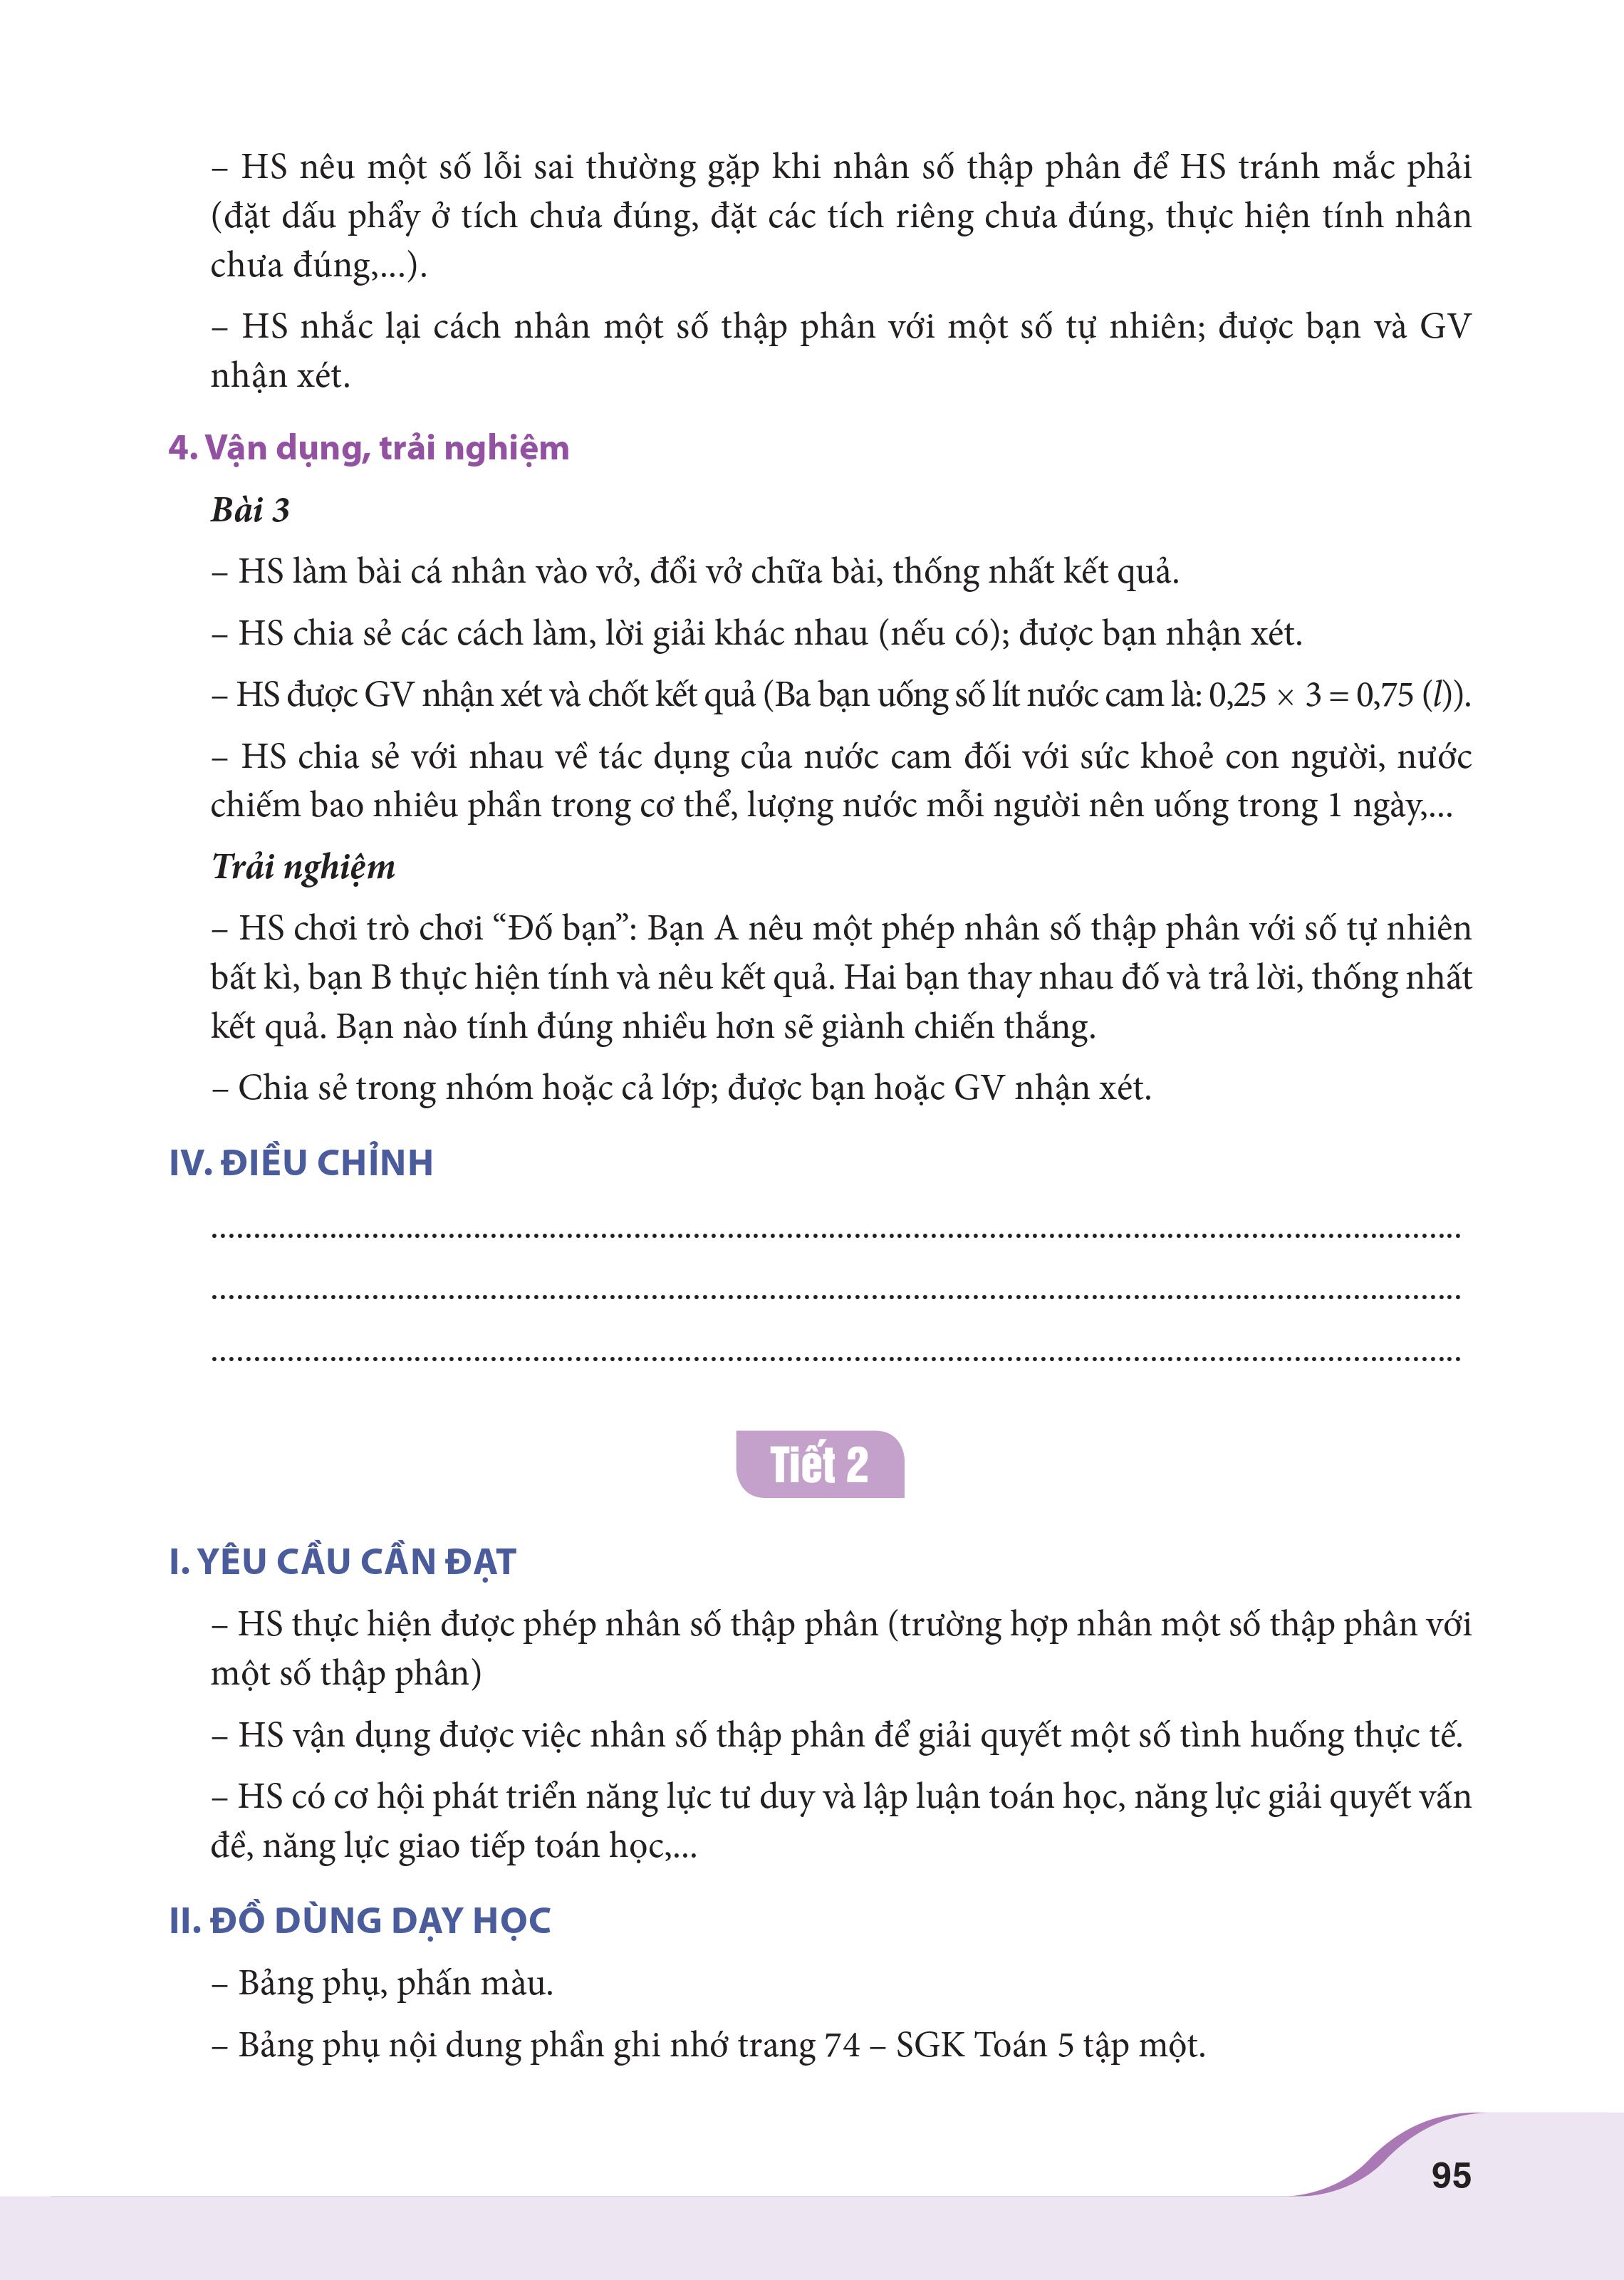 – HS nêu một số lỗi sai thường gặp khi nhân số thập phân để HS tránh mắc phải
(đặt dấu phẩy ở tích chưa đúng, đặt các tích riêng chưa đúng, thực hiện tính nhân
chưa đúng,...).
– HS nhắc lại cách nhân một số thập phân với một số tự nhiên; được bạn và GV
nhận xét.
4. Vận dụng, trải nghiệm
Bài 3
– HS làm bài cá nhân vào vở, đổi vở chữa bài, thống nhất kết quả.
– HS chia sẻ các cách làm, lời giải khác nhau (nếu có); được bạn nhận xét.
– HS được GV nhận xét và chốt kết quả (Ba bạn uống số lít nước cam là: 0,25 × 3 = 0,75 (l)).
– HS chia sẻ với nhau về tác dụng của nước cam đối với sức khoẻ con người, nước
chiếm bao nhiêu phần trong cơ thể, lượng nước mỗi người nên uống trong 1 ngày,...
Trải nghiệm
– HS chơi trò chơi “Đố bạn”: Bạn A nêu một phép nhân số thập phân với số tự nhiên
bất kì, bạn B thực hiện tính và nêu kết quả. Hai bạn thay nhau đố và trả lời, thống nhất
kết quả. Bạn nào tính đúng nhiều hơn sẽ giành chiến thắng.
– Chia sẻ trong nhóm hoặc cả lớp; được bạn hoặc GV nhận xét.
IV. ĐIỀU CHỈNH
Tiết 2
I. YÊU CẦU CẦN ĐẠT
– HS thực hiện được phép nhân số thập phân (trường hợp nhân một số thập phân với
một số thập phân)
– HS vận dụng được việc nhân số thập phân để giải quyết một số tình huống thực tế.
– HS có cơ hội phát triển năng lực tư duy và lập luận toán học, năng lực giải quyết vấn
đề, năng lực giao tiếp toán học,...
II. ĐỒ DÙNG DẠY HỌC
– Bảng phụ, phấn màu.
– Bảng phụ nội dung phần ghi nhớ trang 74 – SGK Toán 5 tập một.
95